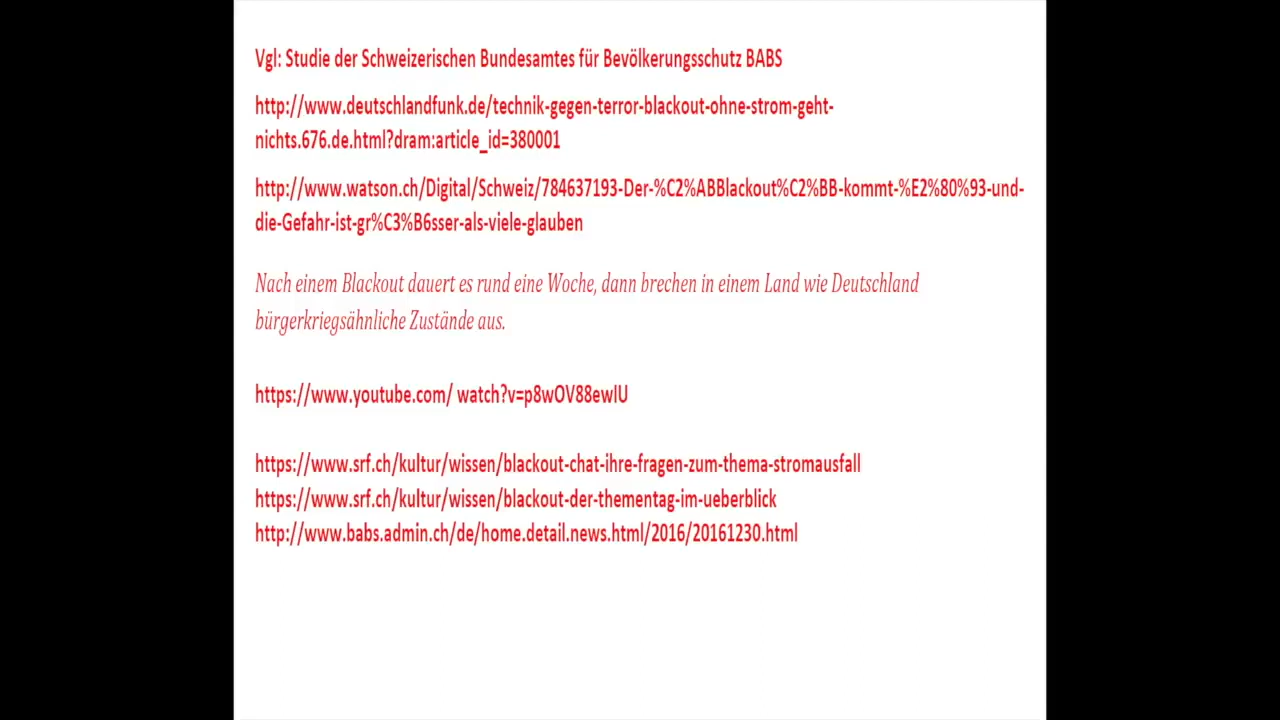 Vgl: Studie der Schweizerischen Bundesamtes für Bevölkerungsschutz BABS
http://www.deutschlandfunk.de/technik-gegen-terror-blackout-ohne-strom-geht-
nichts.676.de.html?dram:article_id=380001
http://www.watson.ch/Digital/Schweiz/784637193-Der-%C2%ABBlackout%C2%BB-kommt-%E2%80%93-und-
die-Gefahr-ist-gr%C3%B6sser-als-viele-glauben
Nach einem Blackout dauert es rund eine Woche, dann brechen in einem Land wie Deutschland
bürgerkriegsähnliche Zustände aus.
https://www.youtube.com/ watch?v=p8wOV88ewIU
https://www.srf.ch/kultur/wissen/blackout-chat-ihre-fragen-zum-thema-stromausfall
https://www.srf.ch/kultur/wissen/blackout-der-thementag-im-ueberblick
http://www.babs.admin.ch/de/home.detail.news.html/2016/20161230.html